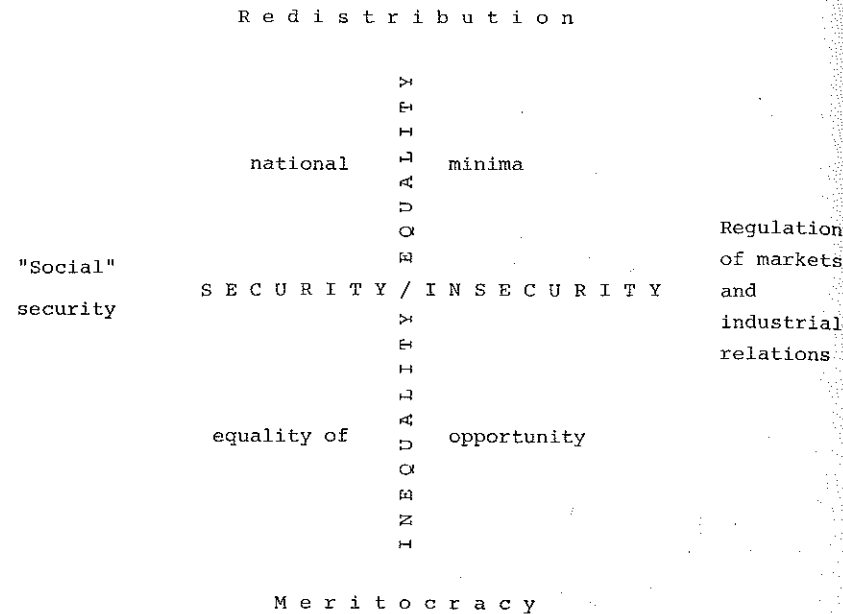 Redistribution
EQUALITY
national minima
"Social"
security
SECURITY/INSECURITY
Regulation
of markets
and
industrial
relations
INEQUALITY
equality of opportunity
Meritocracy